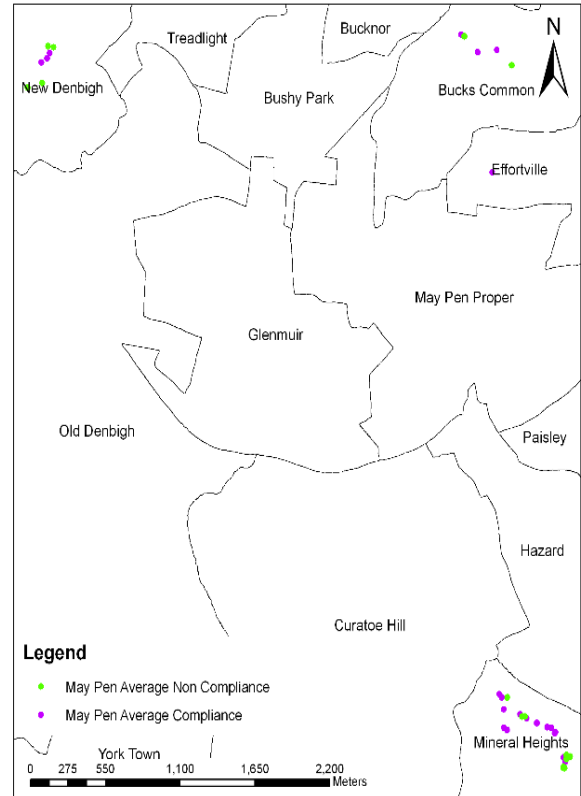 Bucknor
Treadlight
N
New Denbigh
Bushy Park
Bucks Common
Effortville
May Pen Proper
Glenmuir
Old Denbigh
Paisley
Hazard
Curatoe Hill
Legend
May Pen Average Non Compliance
May Pen Average Compliance
Mineral Heights
York Town
0 275 550 1,100 1,650 2,200
Meters